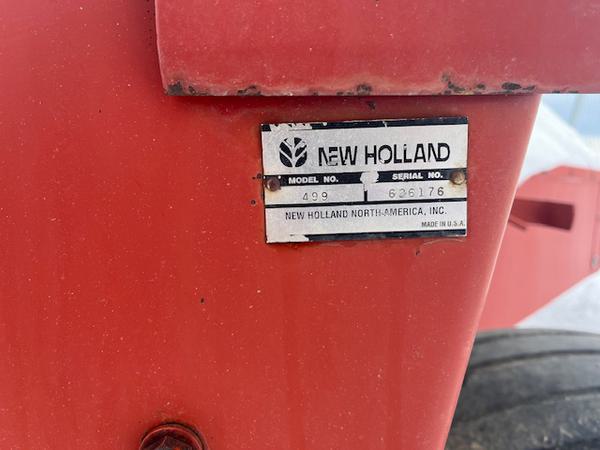 NEW HOLLAND
MODEL NO. SERIAL NO.
499 626176
NEW HOLLAND NORTH-AMERICA, INC.
MADE IN U.S.A.